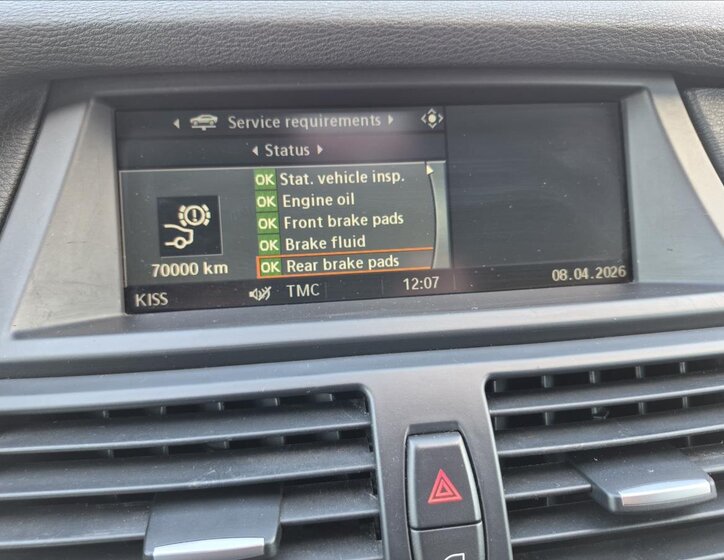 Service requirements
Status
OK Stat. vehicle insp.
OK Engine oil
OK Front brake pads
OK Brake fluid
OK Rear brake pads
70000 km
KISS TMC 12:07 08.04.2026